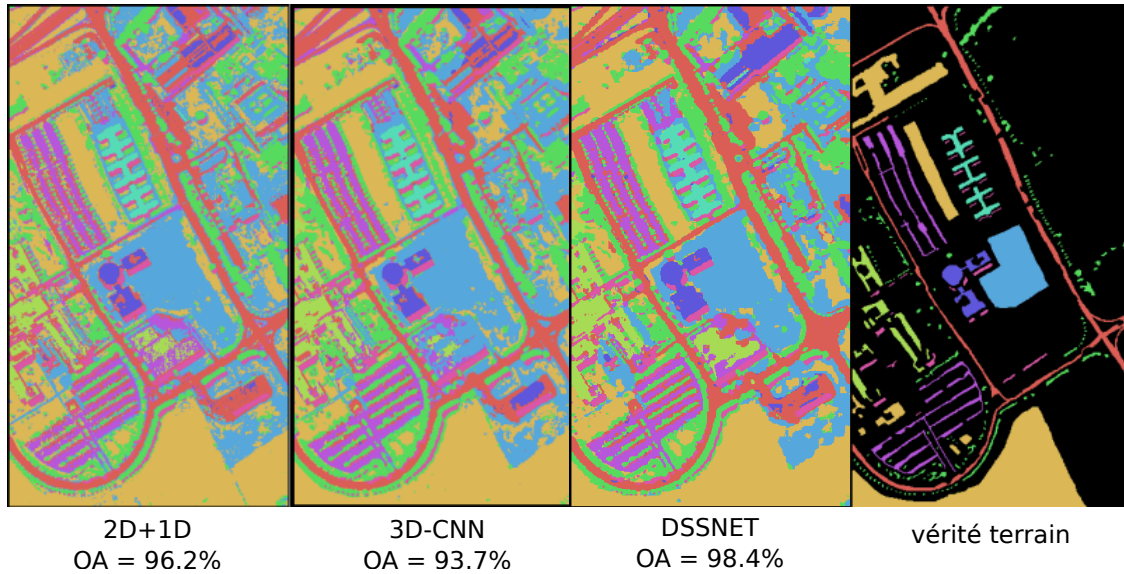 2D+1D
OA = 96.2%
3D-CNN
OA = 93.7%
DSSNET
OA = 98.4%
vérité terrain